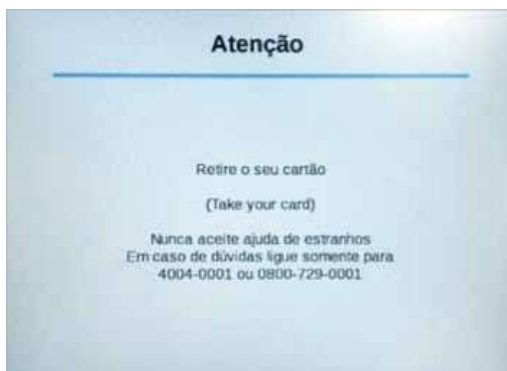 Atenção
Retire o seu cartão
(Take your card)
Nunca aceite ajuda de estranhos
Em caso de dúvidas ligue somente para
4004-0001 ou 0800-729-0001